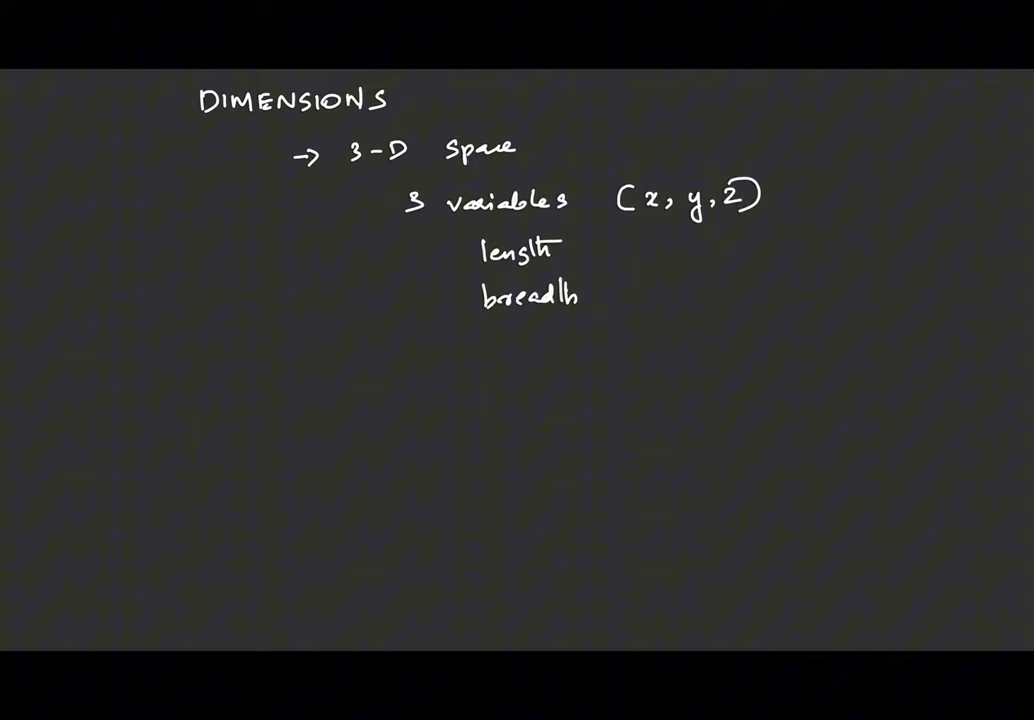 DIMENSIONS
→ 3-D space
3 variables (x, y, z)
length
breadth